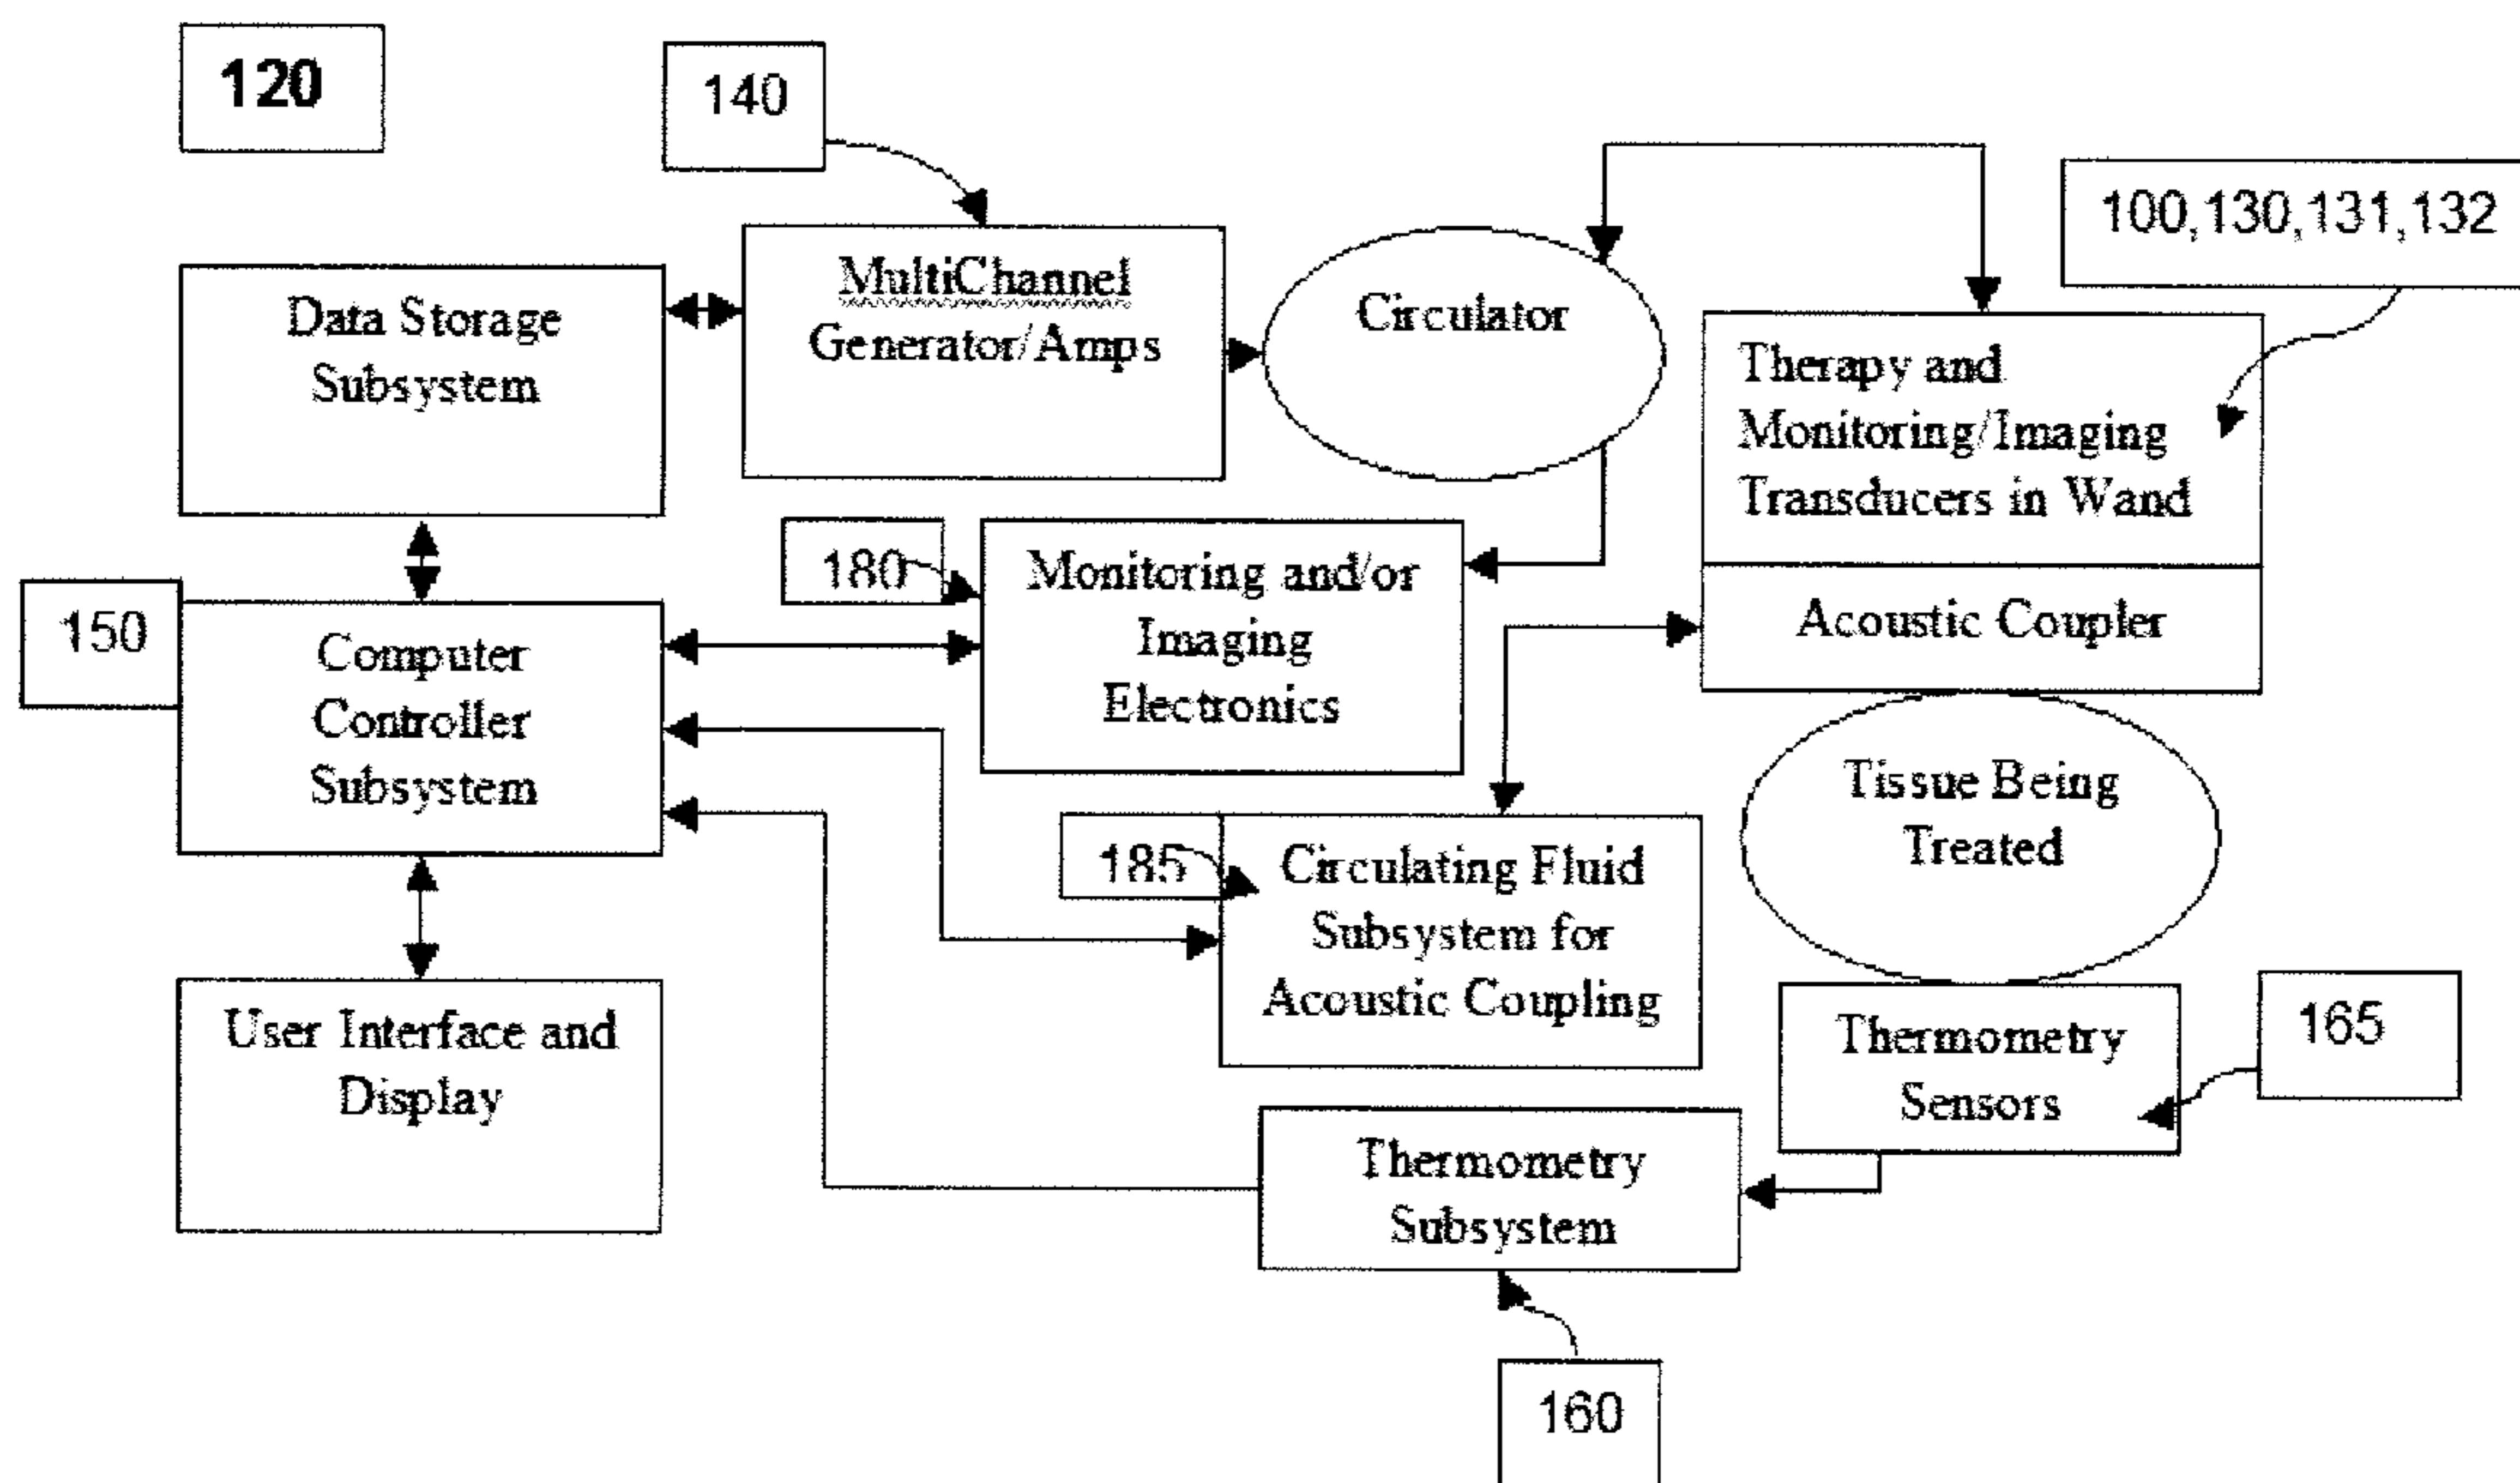 120
140
100,130,131,132
Data Storage
Subsystem
MultiChannel
Generator/Amps
Circulator
Therapy and
Monitoring/Imaging
Transducers in Wand
180
Monitoring and/or
Imaging
Electronics
Acoustic Coupler
150
Computer
Controller
Subsystem
Tissue Being
Treated
185
Circulating Fluid
Subsystem for
Acoustic Coupling
User Interface and
Display
Thermometry
Sensors
165
Thermometry
Subsystem
160